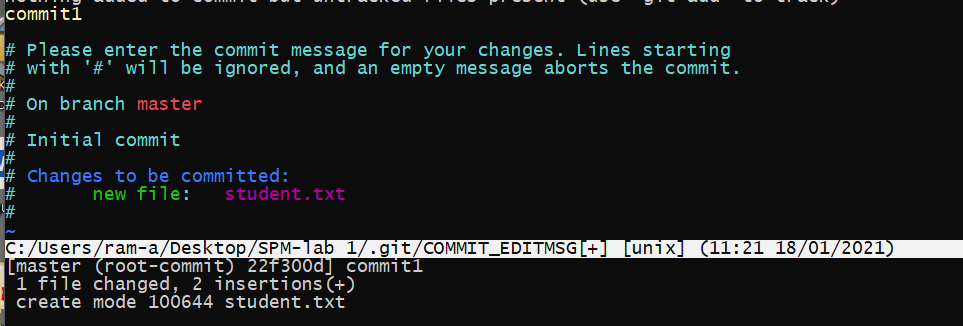 nothing added to commit but untracked files present (use "git add" to track)
commit1
# Please enter the commit message for your changes. Lines starting
# with '#' will be ignored, and an empty message aborts the commit.
#
# On branch master
#
# Initial commit
#
# Changes to be committed:
#       new file:   student.txt
#
~
C:/Users/ram-a/Desktop/SPM-lab 1/.git/COMMIT_EDITMSG[+] [unix] (11:21 18/01/2021)
[master (root-commit) 22f300d] commit1
 1 file changed, 2 insertions(+)
 create mode 100644 student.txt